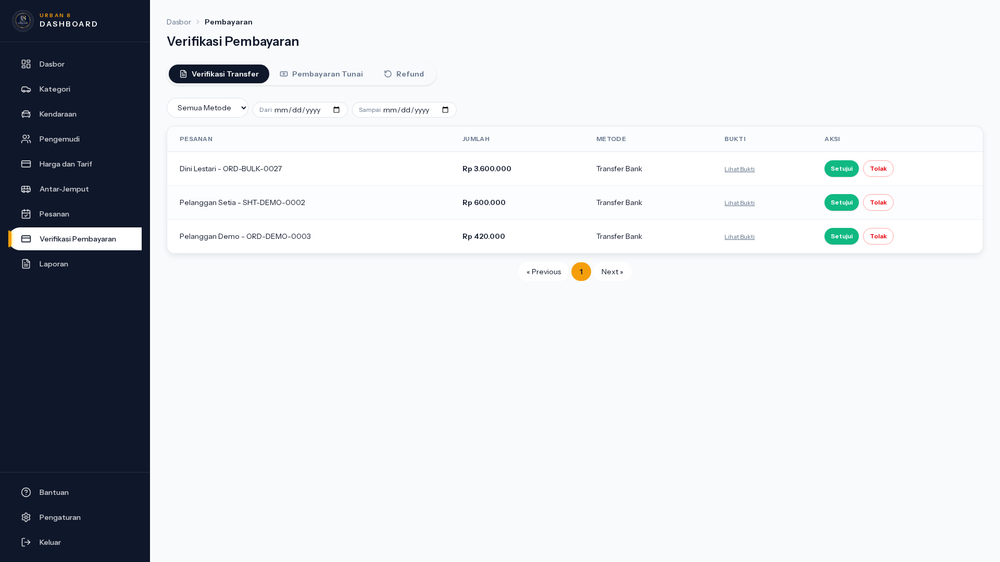 URBAN 8
DASHBOARD
Dasbor
Kategori
Kendaraan
Pengemudi
Harga dan Tarif
Antar-Jemput
Pesanan
Verifikasi Pembayaran
Laporan
Bantuan
Pengaturan
Keluar
Dasbor > Pembayaran
Verifikasi Pembayaran
Verifikasi Transfer Pembayaran Tunai Refund
Semua Metode Dari mm/dd/yyyy Sampai mm/dd/yyyy
PESANAN JUMLAH METODE BUKTI AKSI
Dini Lestari - ORD-BULK-0027 Rp 3.600.000 Transfer Bank Lihat Bukti Setujui Tolak
Pelanggan Setia - SHT-DEMO-0002 Rp 600.000 Transfer Bank Lihat Bukti Setujui Tolak
Pelanggan Demo - ORD-DEMO-0003 Rp 420.000 Transfer Bank Lihat Bukti Setujui Tolak
« Previous 1 Next »